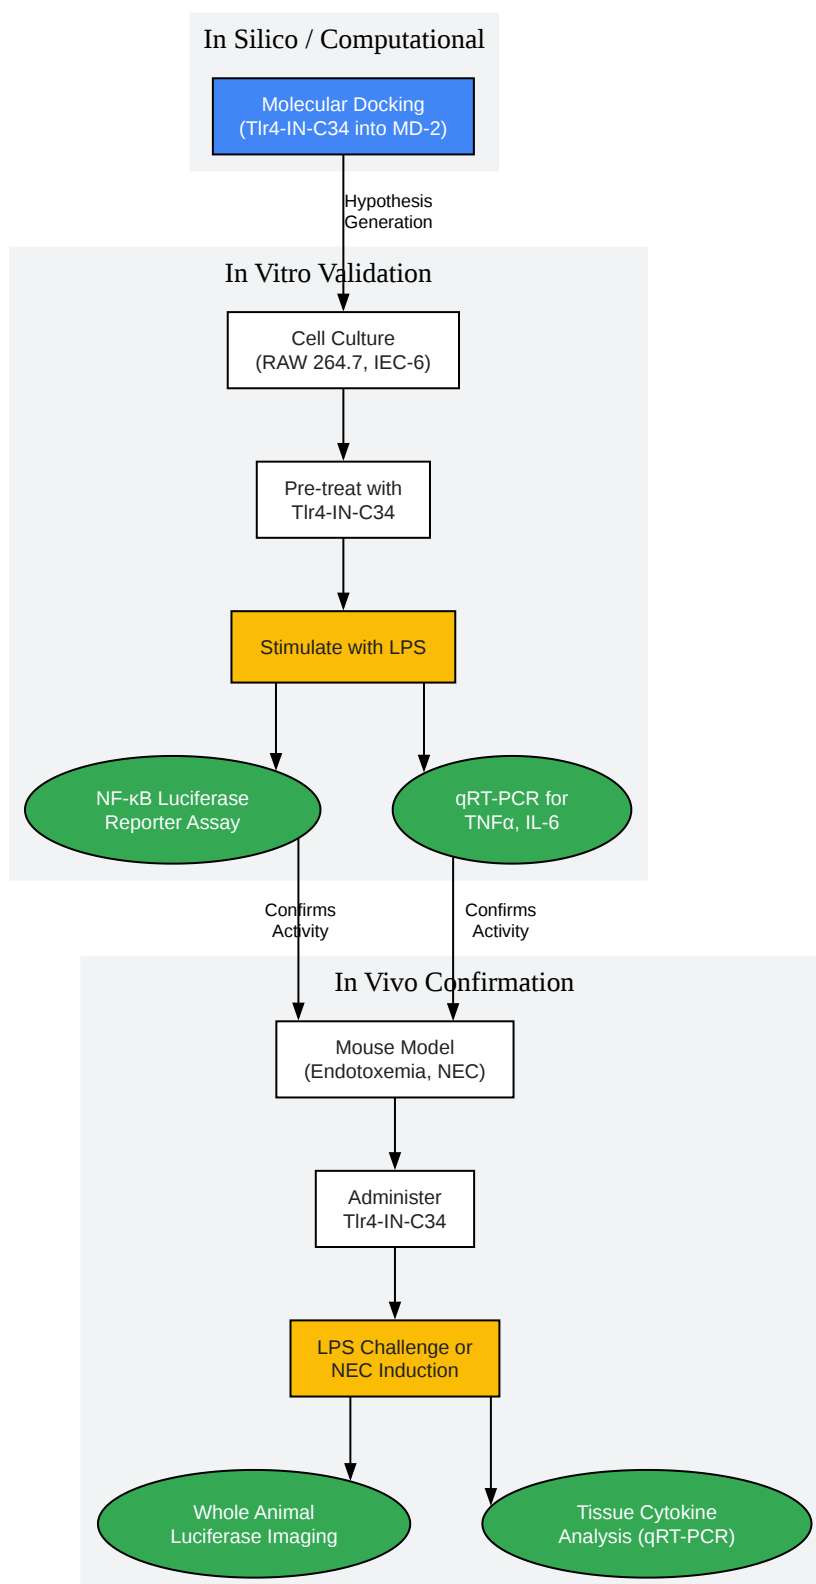 In Silico / Computational
Molecular Docking
(Tlr4-IN-C34 into MD-2)
Hypothesis
Generation
In Vitro Validation
Cell Culture
(RAW 264.7, IEC-6)
Pre-treat with
Tlr4-IN-C34
Stimulate with LPS
NF-κB Luciferase
Reporter Assay
qRT-PCR for
TNFα, IL-6
Confirms
Activity
Confirms
Activity
In Vivo Confirmation
Mouse Model
(Endotoxemia, NEC)
Administer
Tlr4-IN-C34
LPS Challenge or
NEC Induction
Whole Animal
Luciferase Imaging
Tissue Cytokine
Analysis (qRT-PCR)